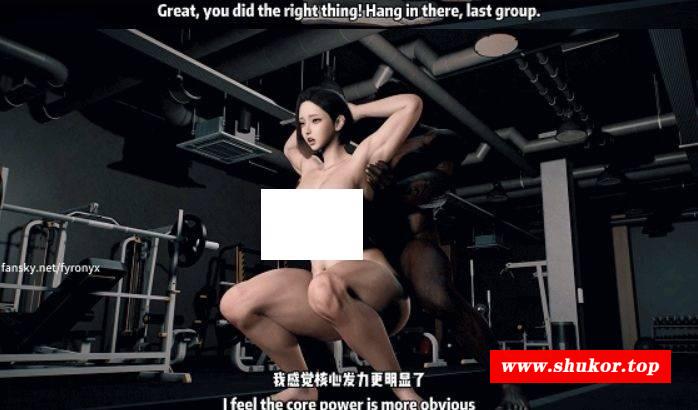 Great, you did the right thing! Hang in there, last group.
fansky.net/fyronyx
www.shukor.top
我感觉核心发力更明显了
I feel the core power is more obvious